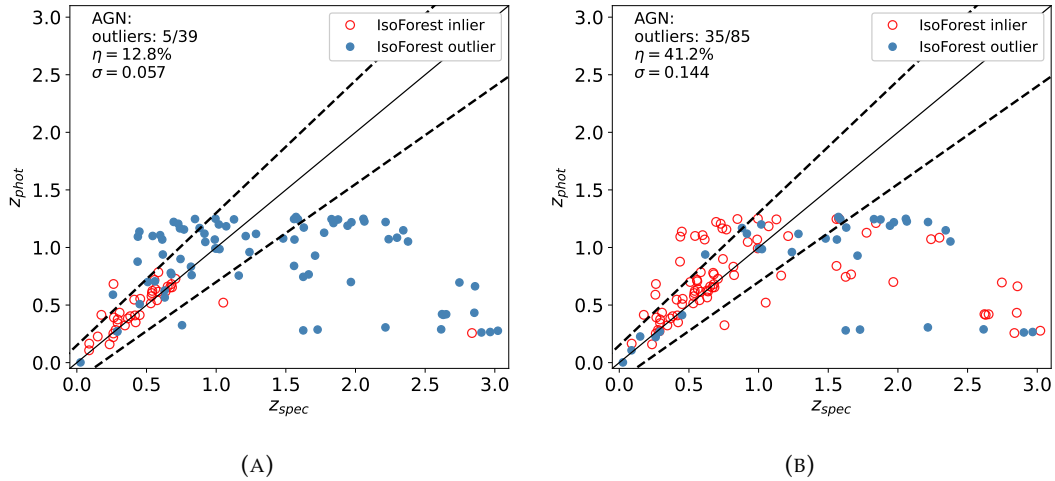 AGN:
outliers: 5/39
η = 12.8%
σ = 0.057
IsoForest inlier
IsoForest outlier
3.0
2.5
2.0
1.5
1.0
0.5
0.0
z_phot
0.0 0.5 1.0 1.5 2.0 2.5 3.0
z_spec
(A)
AGN:
outliers: 35/85
η = 41.2%
σ = 0.144
IsoForest inlier
IsoForest outlier
3.0
2.5
2.0
1.5
1.0
0.5
0.0
z_phot
0.0 0.5 1.0 1.5 2.0 2.5 3.0
z_spec
(B)